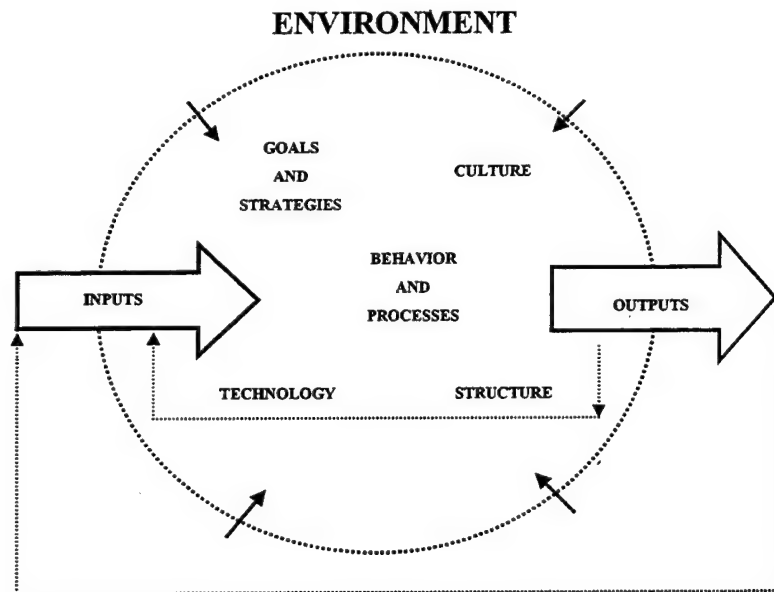 ENVIRONMENT
GOALS
AND
STRATEGIES
CULTURE
BEHAVIOR
AND
PROCESSES
INPUTS
OUTPUTS
TECHNOLOGY
STRUCTURE